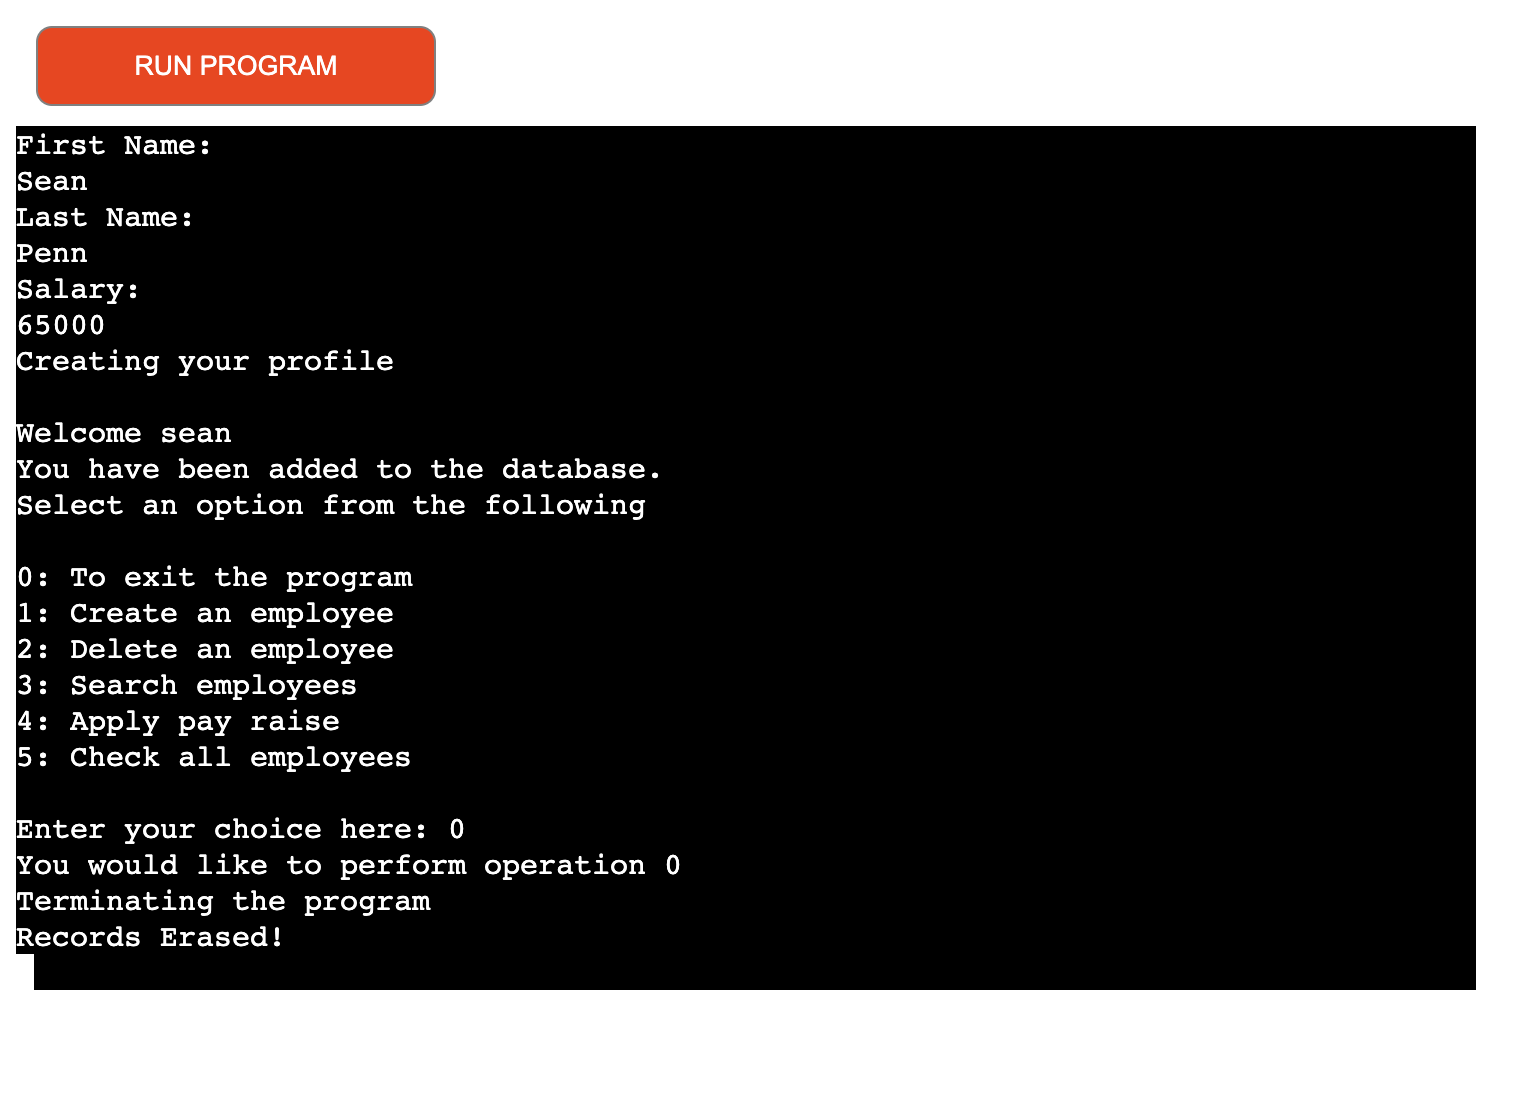 RUN PROGRAM
First Name:
Sean
Last Name:
Penn
Salary:
65000
Creating your profile
Welcome sean
You have been added to the database.
Select an option from the following
0: To exit the program
1: Create an employee
2: Delete an employee
3: Search employees
4: Apply pay raise
5: Check all employees
Enter your choice here: 0
You would like to perform operation 0
Terminating the program
Records Erased!